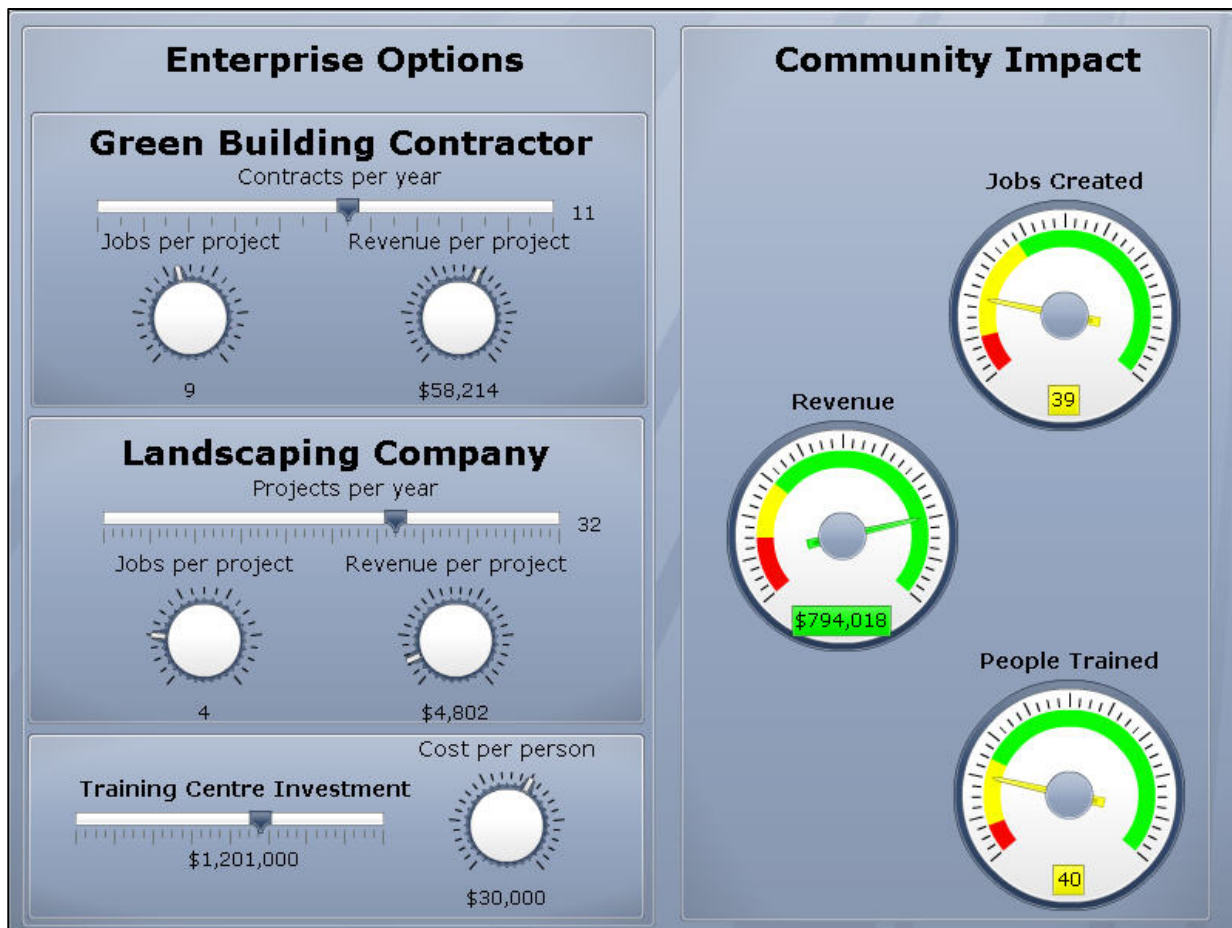 Enterprise Options
Green Building Contractor
Contracts per year
11
Jobs per project
Revenue per project
9
$58,214
Landscaping Company
Projects per year
32
Jobs per project
Revenue per project
4
$4,802
Cost per person
Training Centre Investment
$1,201,000
$30,000
Community Impact
Jobs Created
39
Revenue
$794,018
People Trained
40